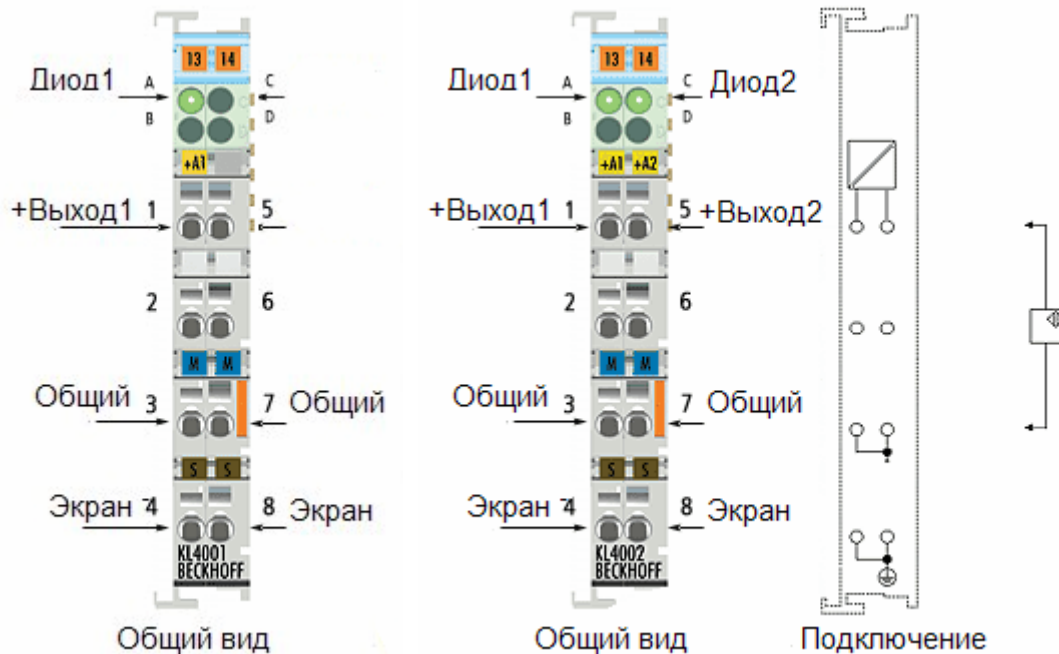 13 14
Диод1 A C
B D
+A1
+Выход1 1 5
2 6
M M
Общий 3 7 Общий
S S
Экран 4 8 Экран
KL4001
BECKHOFF
Общий вид
13 14
Диод1 A C Диод2
B D
+A1 +A2
+Выход1 1 5 +Выход2
2 6
M M
Общий 3 7 Общий
S S
Экран 4 8 Экран
KL4002
BECKHOFF
Общий вид
Подключение